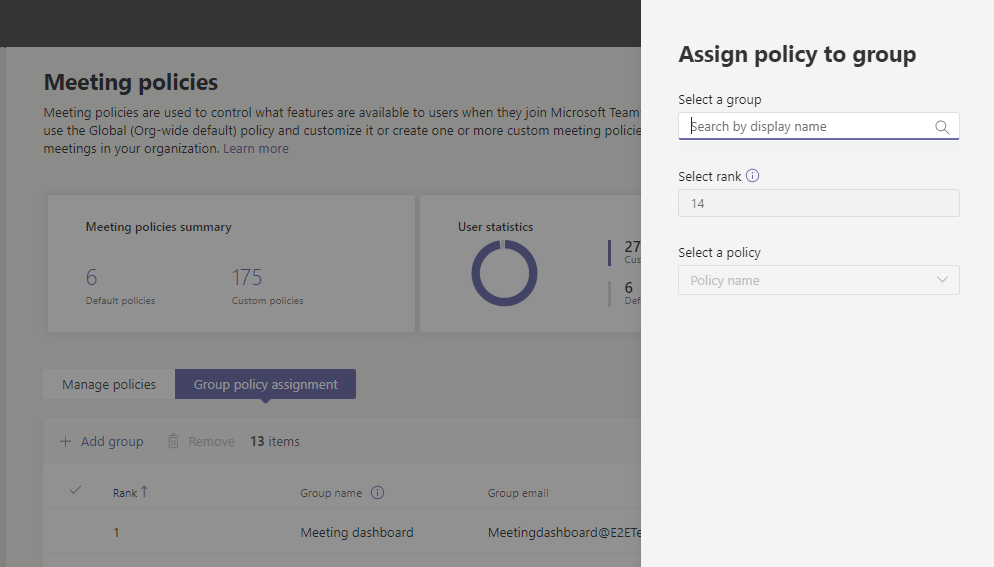 Meeting policies
Meeting policies are used to control what features are available to users when they join Microsoft Teams
use the Global (Org-wide default) policy and customize it or create one or more custom meeting policie
meetings in your organization. Learn more
Meeting policies summary
6
Default policies
175
Custom policies
User statistics
27
Cus
6
Def
Manage policies
Group policy assignment
Add group
Remove
13 items
Rank
Group name
Group email
1
Meeting dashboard
Meetingdashboard@E2ETe
Assign policy to group
Select a group
Search by display name
Select rank
14
Select a policy
Policy name